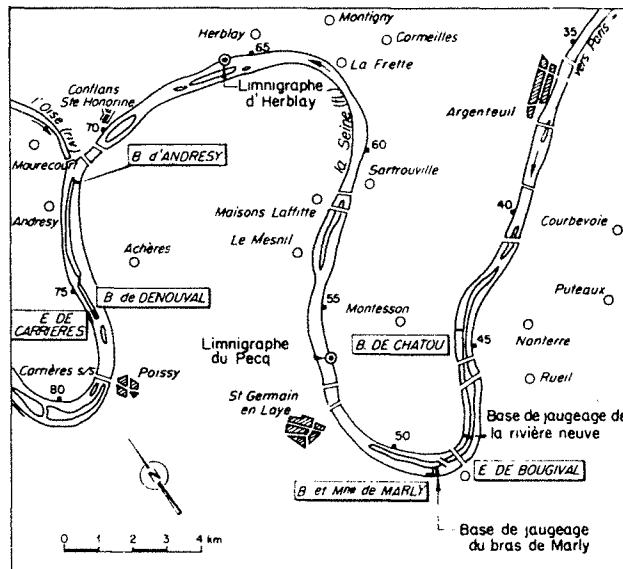 Montigny
Herblay
65
Cormeilles
35
vers Paris
La Frette
Conflans
Ste Honorine
Limnigraphe
d'Herblay
Argenteuil
l'Oise (riv)
70
la Seine (fl)
60
Maurecourt
B d'ANDRESY
Sartrouville
40
Maisons Laffitte
Courbevoie
Andresy
Achères
Le Mesnil
Puteaux
75
B de DENOUVAL
55
Montesson
E DE
CARRIERES
B. DE CHATOU
45
Nanterre
Limnigraphe
du Pecq
Carrières s/s
Poissy
80
Rueil
St Germain
en Laye
Base de jaugeage de
la rivière neuve
50
N
B et Mne de MARLY
E DE BOUGIVAL
0 1 2 3 4 km
Base de jaugeage
du bras de Marly